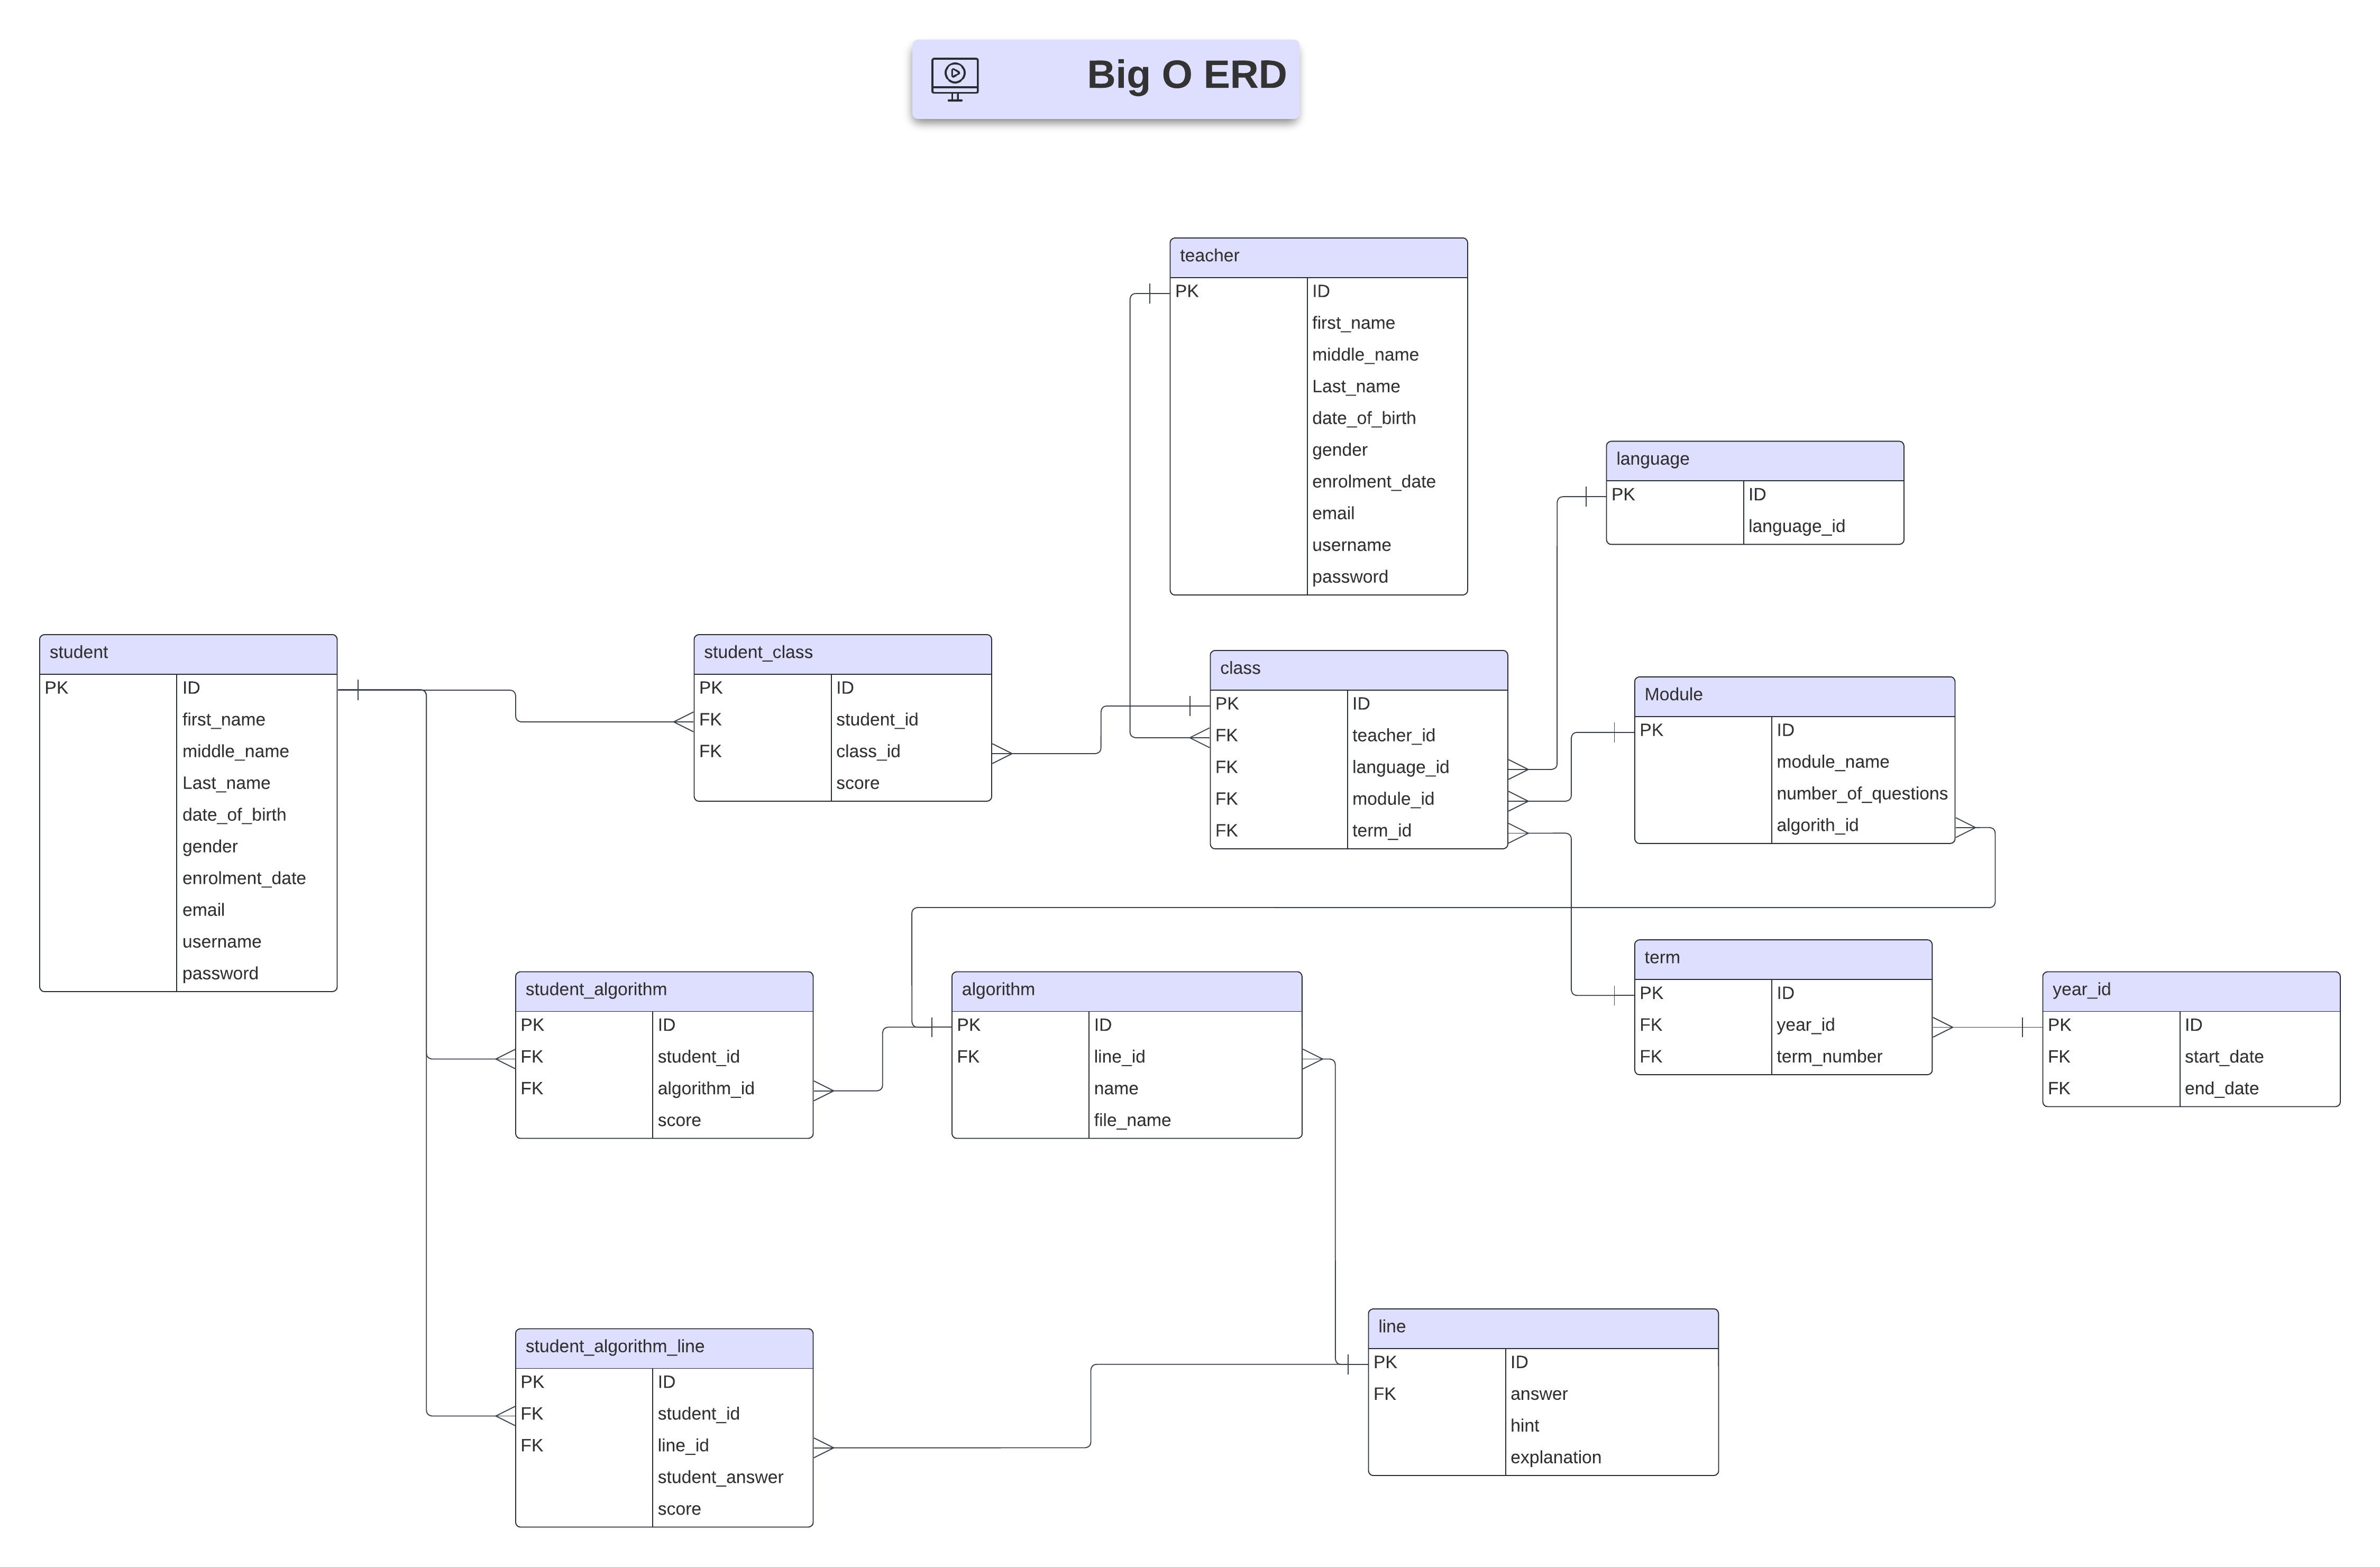 Big O ERD
teacher
PK ID
first_name
middle_name
Last_name
date_of_birth
gender
enrolment_date
email
username
password
language
PK ID
language_id
student
PK ID
first_name
middle_name
Last_name
date_of_birth
gender
enrolment_date
email
username
password
student_class
PK ID
FK student_id
FK class_id
score
class
PK ID
FK teacher_id
FK language_id
FK module_id
FK term_id
Module
PK ID
module_name
number_of_questions
algorith_id
term
PK ID
FK year_id
FK term_number
year_id
PK ID
FK start_date
FK end_date
student_algorithm
PK ID
FK student_id
FK algorithm_id
score
algorithm
PK ID
FK line_id
name
file_name
student_algorithm_line
PK ID
FK student_id
FK line_id
student_answer
score
line
PK ID
FK answer
hint
explanation